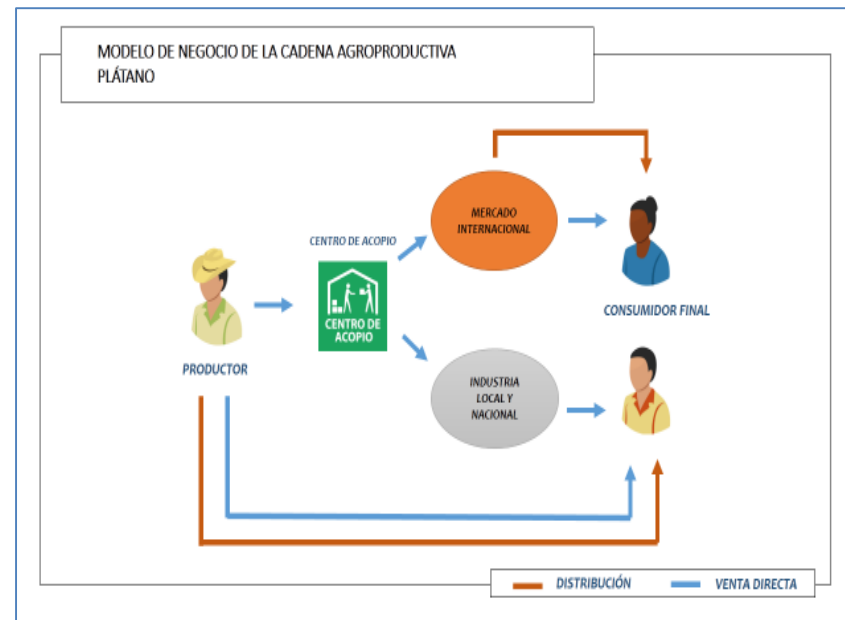 MODELO DE NEGOCIO DE LA CADENA AGROPRODUCTIVA
PLÁTANO
MERCADO
INTERNACIONAL
CENTRO DE ACOPIO
CENTRO DE
ACOPIO
CONSUMIDOR FINAL
PRODUCTOR
INDUSTRIA
LOCAL Y
NACIONAL
DISTRIBUCIÓN
VENTA DIRECTA